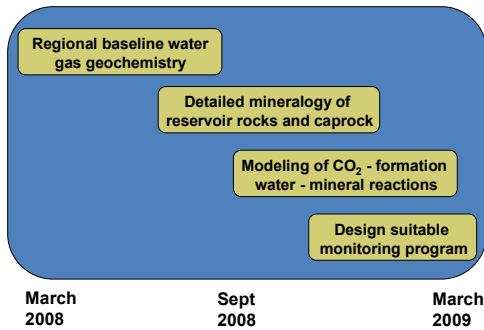 Regional baseline water
gas geochemistry
Detailed mineralogy of
reservoir rocks and caprock
Modeling of CO₂ - formation
water - mineral reactions
Design suitable
monitoring program
March
2008
Sept
2008
March
2009